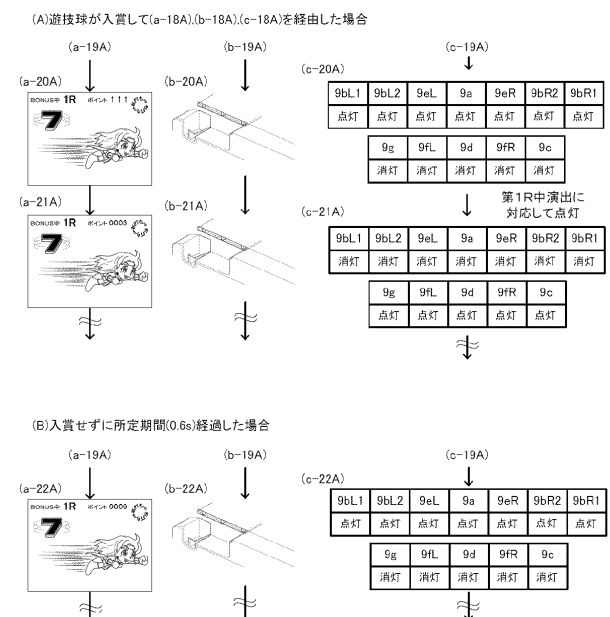 (A)遊技球が入賞して(a-18A),(b-18A),(c-18A)を経由した場合
(a-19A) (b-19A) (c-19A)
(a-20A) (b-20A) (c-20A)
BONUS中 1R ポイント 111
7
9bL1 9bL2 9eL 9a 9eR 9bR2 9bR1
点灯 点灯 点灯 点灯 点灯 点灯 点灯
9g 9fL 9d 9fR 9c
消灯 消灯 消灯 消灯 消灯
第1R中演出に
対応して点灯
(a-21A) (b-21A) (c-21A)
BONUS中 1R ポイント 0003
7
9bL1 9bL2 9eL 9a 9eR 9bR2 9bR1
消灯 消灯 消灯 消灯 消灯 消灯 消灯
9g 9fL 9d 9fR 9c
点灯 点灯 点灯 点灯 点灯
(B)入賞せずに所定期間(0.6s)経過した場合
(a-19A) (b-19A) (c-19A)
(a-22A) (b-22A) (c-22A)
BONUS中 1R ポイント 0000
7
9bL1 9bL2 9eL 9a 9eR 9bR2 9bR1
点灯 点灯 点灯 点灯 点灯 点灯 点灯
9g 9fL 9d 9fR 9c
消灯 消灯 消灯 消灯 消灯